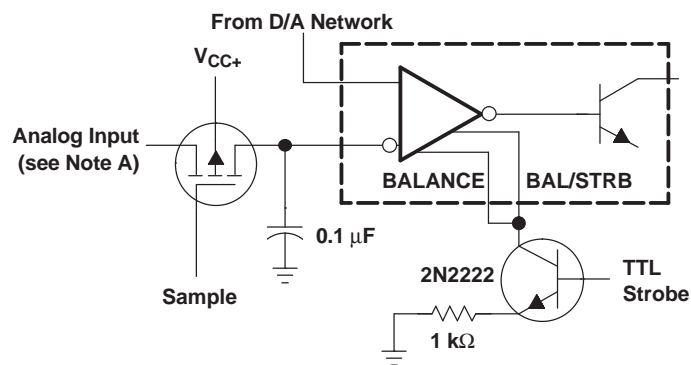 From D/A Network
VCC+
Analog Input
(see Note A)
BALANCE
BAL/STRB
0.1 μF
2N2222
TTL
Strobe
Sample
1 kΩ